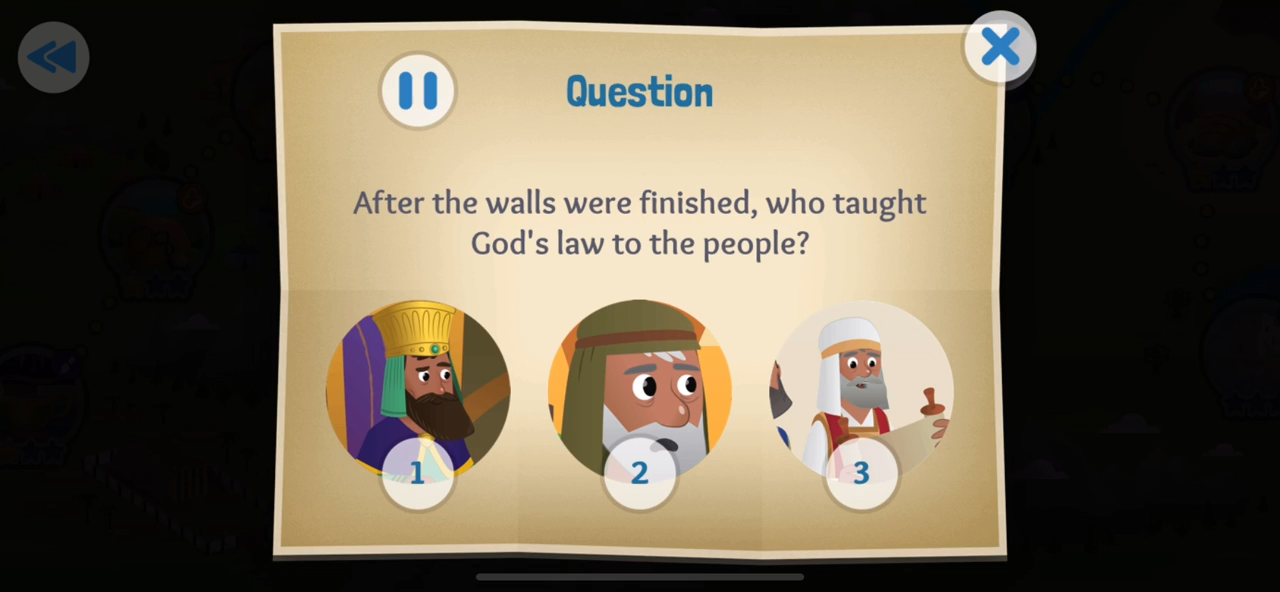 Question
After the walls were finished, who taught
God's law to the people?
1
2
3